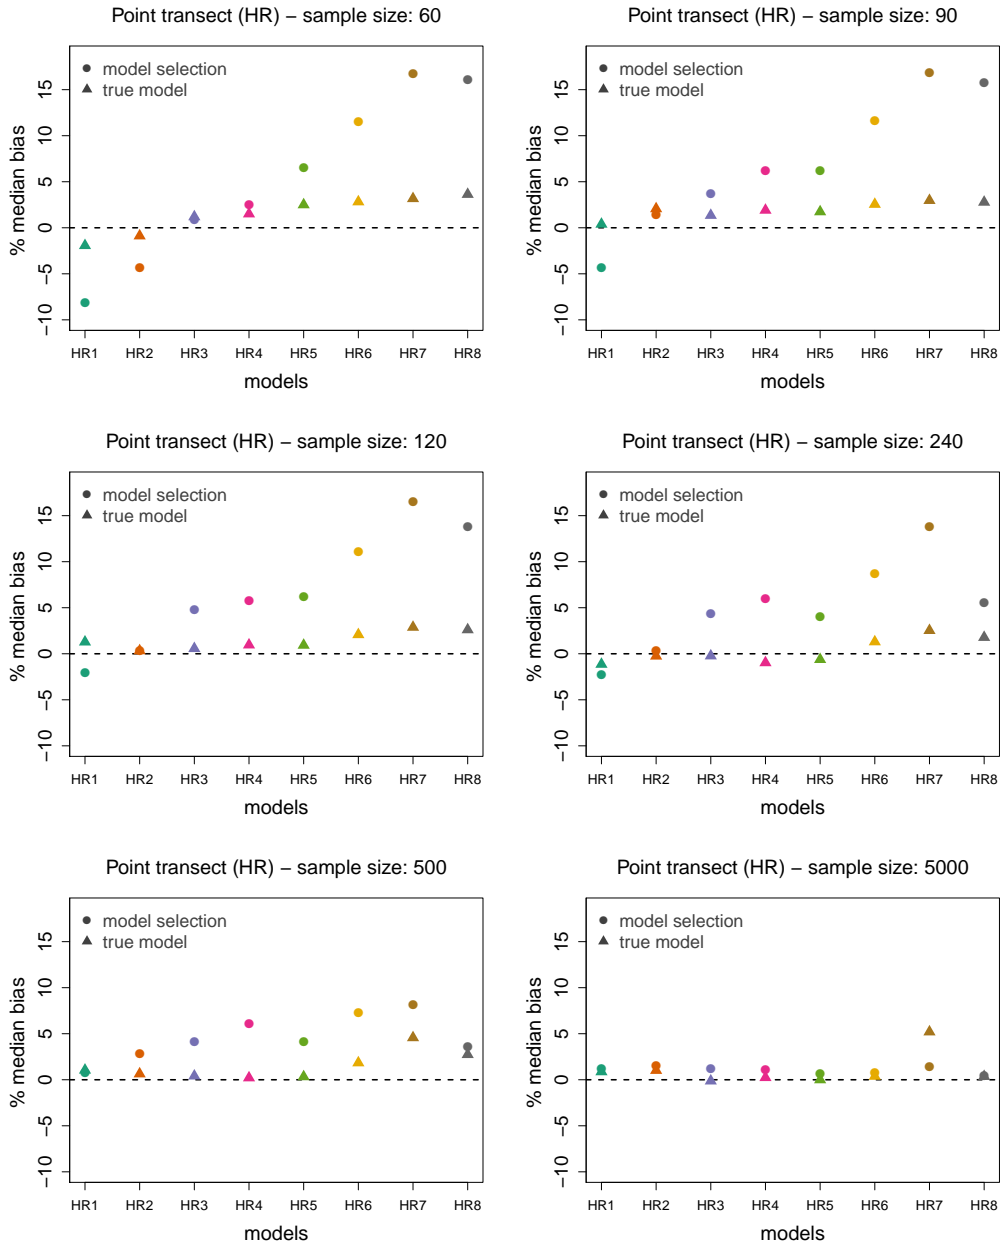 Point transect (HR) – sample size: 60
model selection
true model
% median bias
15
10
5
0
−5
−10
HR1 HR2 HR3 HR4 HR5 HR6 HR7 HR8
models
Point transect (HR) – sample size: 90
model selection
true model
% median bias
15
10
5
0
−5
−10
HR1 HR2 HR3 HR4 HR5 HR6 HR7 HR8
models
Point transect (HR) – sample size: 120
model selection
true model
% median bias
15
10
5
0
−5
−10
HR1 HR2 HR3 HR4 HR5 HR6 HR7 HR8
models
Point transect (HR) – sample size: 240
model selection
true model
% median bias
15
10
5
0
−5
−10
HR1 HR2 HR3 HR4 HR5 HR6 HR7 HR8
models
Point transect (HR) – sample size: 500
model selection
true model
% median bias
15
10
5
0
−5
−10
HR1 HR2 HR3 HR4 HR5 HR6 HR7 HR8
models
Point transect (HR) – sample size: 5000
model selection
true model
% median bias
15
10
5
0
−5
−10
HR1 HR2 HR3 HR4 HR5 HR6 HR7 HR8
models